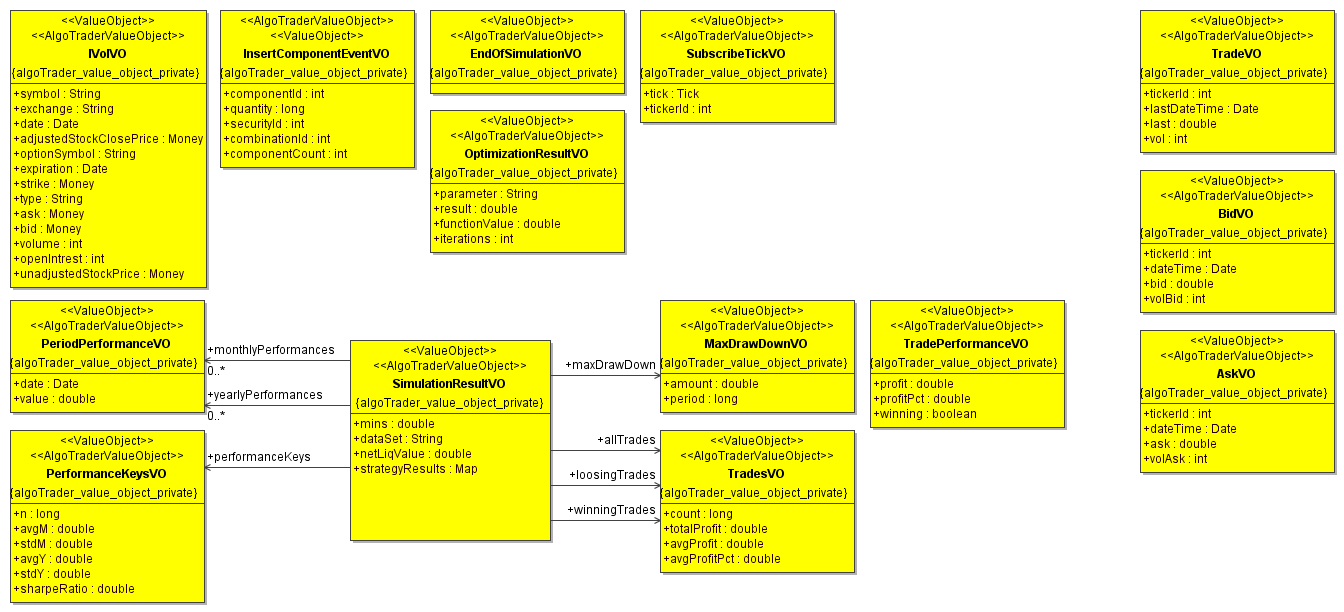 <<ValueObject>>
<<AlgoTraderValueObject>>
IVolVO
{algoTrader_value_object_private}
+symbol : String
+exchange : String
+date : Date
+adjustedStockClosePrice : Money
+optionSymbol : String
+expiration : Date
+strike : Money
+type : String
+ask : Money
+bid : Money
+volume : int
+openIntrest : int
+unadjustedStockPrice : Money
<<AlgoTraderValueObject>>
<<ValueObject>>
InsertComponentEventVO
{algoTrader_value_object_private}
+componentId : int
+quantity : long
+securityId : int
+combinationId : int
+componentCount : int
<<ValueObject>>
<<AlgoTraderValueObject>>
EndOfSimulationVO
{algoTrader_value_object_private}
<<ValueObject>>
<<AlgoTraderValueObject>>
OptimizationResultVO
{algoTrader_value_object_private}
+parameter : String
+result : double
+functionValue : double
+iterations : int
<<ValueObject>>
<<AlgoTraderValueObject>>
SubscribeTickVO
{algoTrader_value_object_private}
+tick : Tick
+tickerId : int
<<ValueObject>>
<<AlgoTraderValueObject>>
TradeVO
{algoTrader_value_object_private}
+tickerId : int
+lastDateTime : Date
+last : double
+vol : int
<<ValueObject>>
<<AlgoTraderValueObject>>
BidVO
{algoTrader_value_object_private}
+tickerId : int
+dateTime : Date
+bid : double
+volBid : int
<<ValueObject>>
<<AlgoTraderValueObject>>
AskVO
{algoTrader_value_object_private}
+tickerId : int
+dateTime : Date
+ask : double
+volAsk : int
<<ValueObject>>
<<AlgoTraderValueObject>>
PeriodPerformanceVO
{algoTrader_value_object_private}
+date : Date
+value : double
+monthlyPerformances
0..*
+yearlyPerformances
0..*
<<ValueObject>>
<<AlgoTraderValueObject>>
PerformanceKeysVO
{algoTrader_value_object_private}
+n : long
+avgM : double
+stdM : double
+avgY : double
+stdY : double
+sharpeRatio : double
+performanceKeys
<<ValueObject>>
<<AlgoTraderValueObject>>
SimulationResultVO
{algoTrader_value_object_private}
+mins : double
+dataSet : String
+netLiqValue : double
+strategyResults : Map
+maxDrawDown
+allTrades
+loosingTrades
+winningTrades
<<ValueObject>>
<<AlgoTraderValueObject>>
MaxDrawDownVO
{algoTrader_value_object_private}
+amount : double
+period : long
<<ValueObject>>
<<AlgoTraderValueObject>>
TradesVO
{algoTrader_value_object_private}
+count : long
+totalProfit : double
+avgProfit : double
+avgProfitPct : double
<<ValueObject>>
<<AlgoTraderValueObject>>
TradePerformanceVO
{algoTrader_value_object_private}
+profit : double
+profitPct : double
+winning : boolean